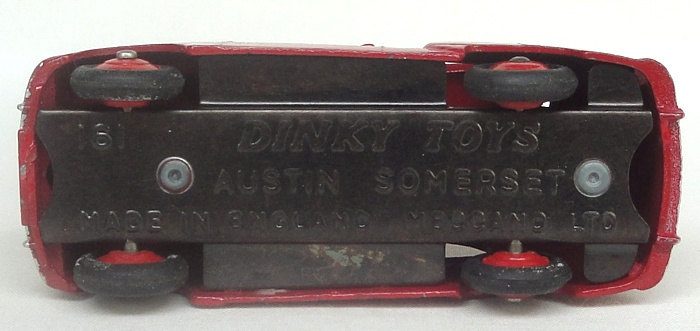 161 DINKY TOYS
AUSTIN SOMERSET
MADE IN ENGLAND MECCANO LTD